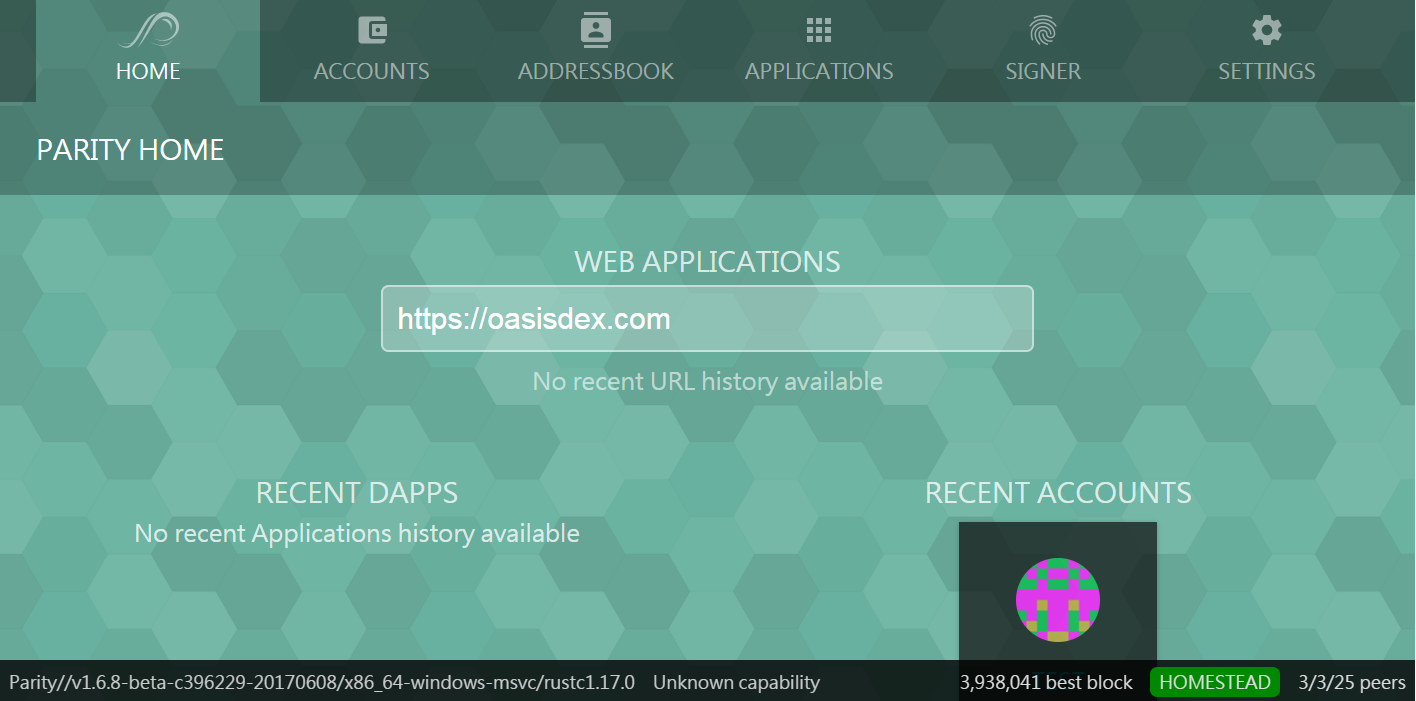 HOME
ACCOUNTS
ADDRESSBOOK
APPLICATIONS
SIGNER
SETTINGS
PARITY HOME
WEB APPLICATIONS
https://oasisdex.com
No recent URL history available
RECENT DAPPS
No recent Applications history available
RECENT ACCOUNTS
Parity//v1.6.8-beta-c396229-20170608/x86_64-windows-msvc/rustc1.17.0
Unknown capability
3,938,041 best block
HOMESTEAD
3/3/25 peers